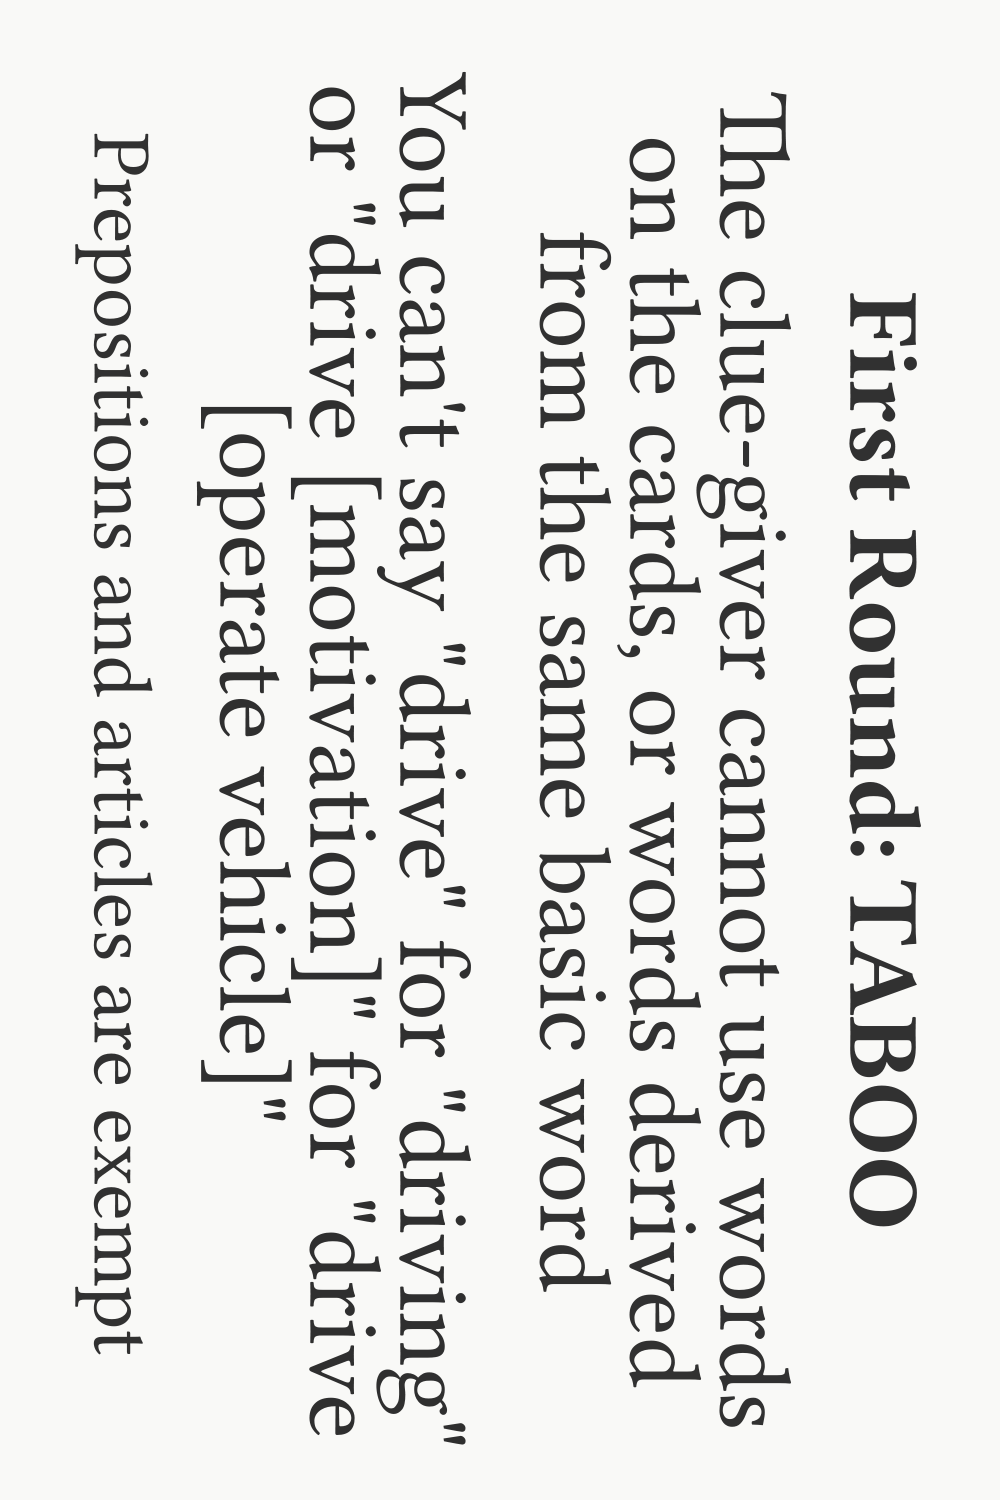 First Round: TABOO
The clue-giver cannot use words
on the cards, or words derived
from the same basic word
You can't say "drive" for "driving"
or "drive [motivation]" for "drive
[operate vehicle]"
Prepositions and articles are exempt